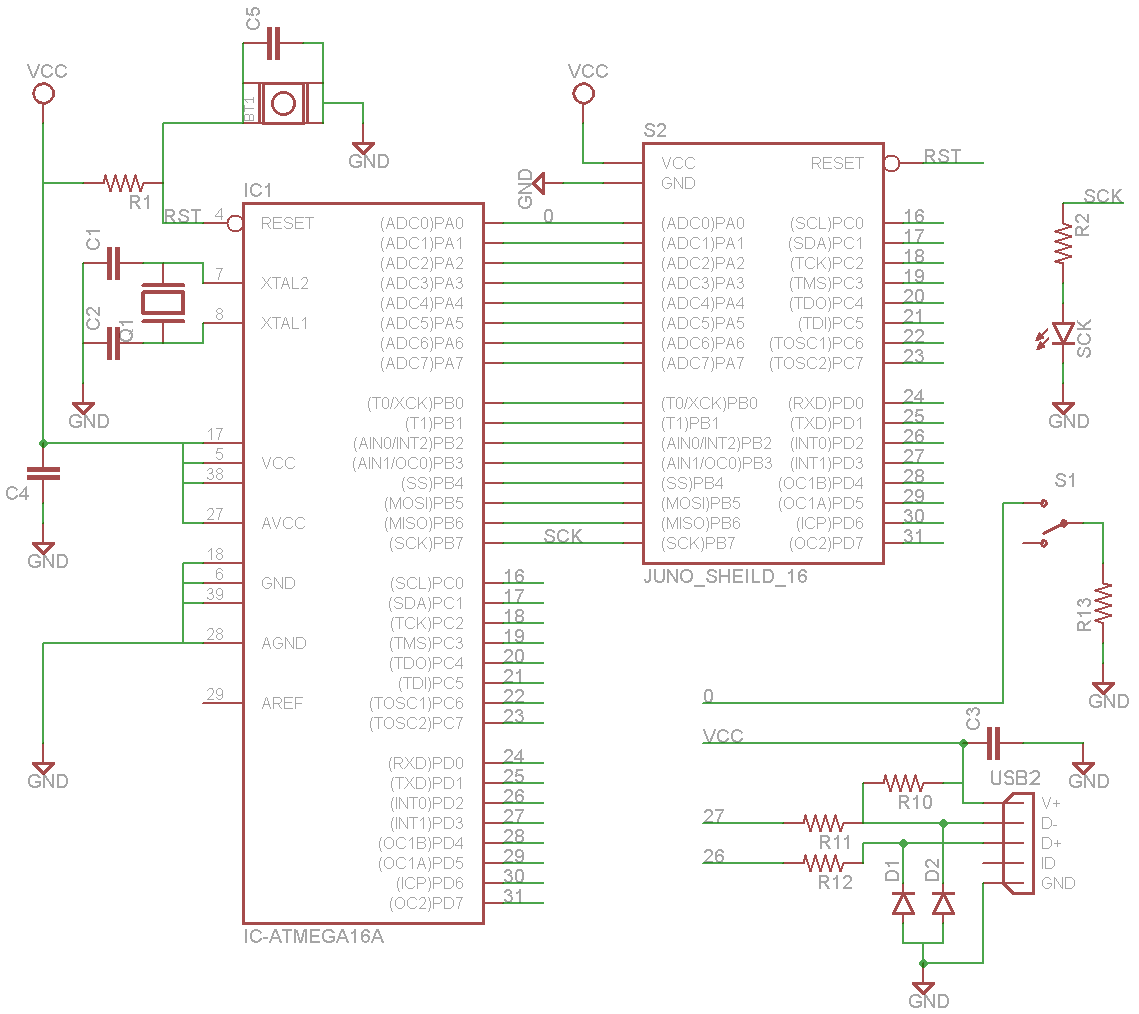 C5
VCC
BT1
GND
R1
IC1
RST
4
RESET
C1
7
XTAL2
C2
Q1
8
XTAL1
GND
17
5
VCC
38
C4
27
AVCC
GND
18
6
GND
39
28
AGND
29
AREF
GND
(ADC0)PA0
(ADC1)PA1
(ADC2)PA2
(ADC3)PA3
(ADC4)PA4
(ADC5)PA5
(ADC6)PA6
(ADC7)PA7
(T0/XCK)PB0
(T1)PB1
(AIN0/INT2)PB2
(AIN1/OC0)PB3
(SS)PB4
(MOSI)PB5
(MISO)PB6
(SCK)PB7
(SCL)PC0 16
(SDA)PC1 17
(TCK)PC2 18
(TMS)PC3 19
(TDO)PC4 20
(TDI)PC5 21
(TOSC1)PC6 22
(TOSC2)PC7 23
(RXD)PD0 24
(TXD)PD1 25
(INT0)PD2 26
(INT1)PD3 27
(OC1B)PD4 28
(OC1A)PD5 29
(ICP)PD6 30
(OC2)PD7 31
IC-ATMEGA16A
0
SCK
VCC
GND
S2
VCC RESET RST
GND
(ADC0)PA0 (SCL)PC0 16
(ADC1)PA1 (SDA)PC1 17
(ADC2)PA2 (TCK)PC2 18
(ADC3)PA3 (TMS)PC3 19
(ADC4)PA4 (TDO)PC4 20
(ADC5)PA5 (TDI)PC5 21
(ADC6)PA6 (TOSC1)PC6 22
(ADC7)PA7 (TOSC2)PC7 23
(T0/XCK)PB0 (RXD)PD0 24
(T1)PB1 (TXD)PD1 25
(AIN0/INT2)PB2 (INT0)PD2 26
(AIN1/OC0)PB3 (INT1)PD3 27
(SS)PB4 (OC1B)PD4 28
(MOSI)PB5 (OC1A)PD5 29
(MISO)PB6 (ICP)PD6 30
(SCK)PB7 (OC2)PD7 31
JUNO_SHEILD_16
SCK
R2
SCK
GND
S1
R13
GND
0
VCC
C3
GND
USB2
R10
V+
27
R11
D-
D+
26
R12
D1
D2
ID
GND
GND